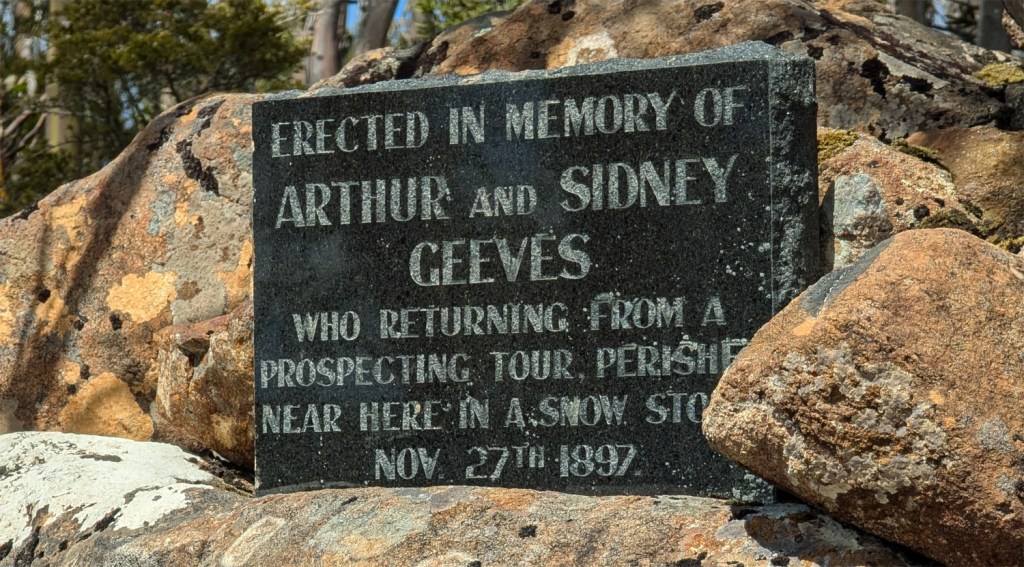 ERECTED IN MEMORY OF
ARTHUR AND SIDNEY
GEEVES
WHO RETURNING FROM A
PROSPECTING TOUR, PERISHE
NEAR HERE IN A SNOW STO
NOV. 27TH 1897.